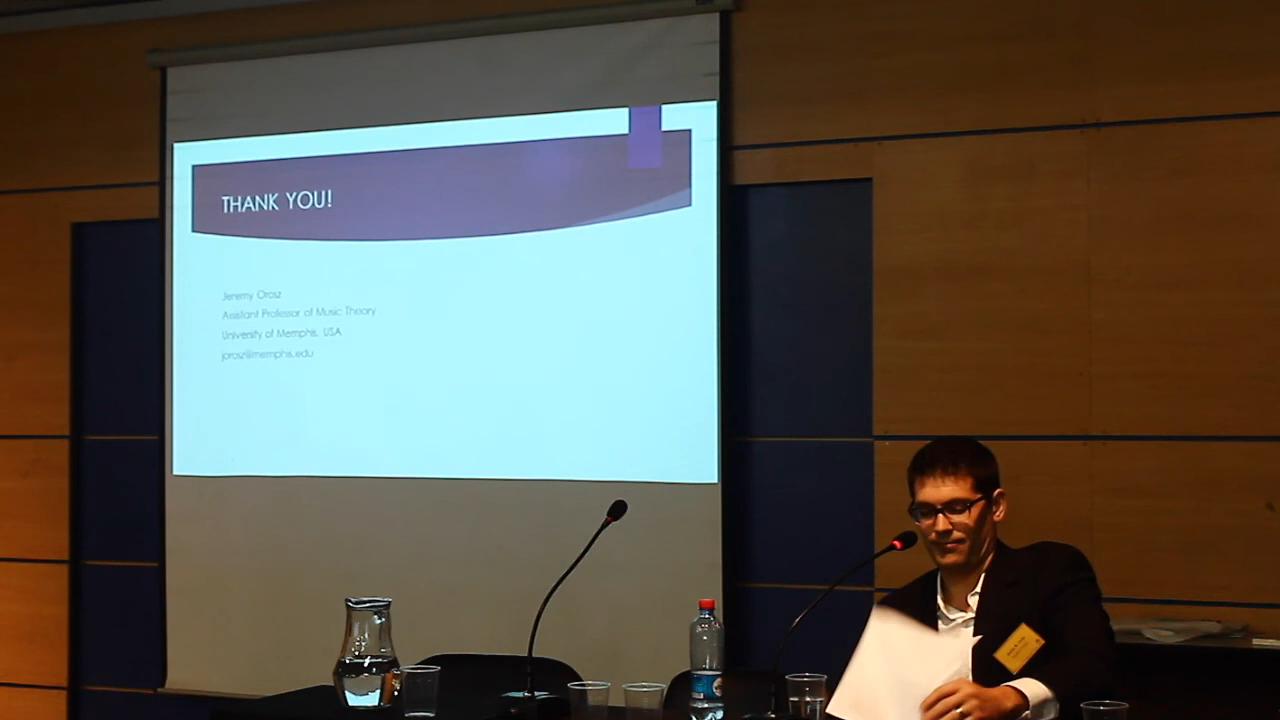 THANK YOU!
Jeremy Orosz
Assistant Professor of Music Theory
University of Memphis, USA
jorosz@memphis.edu